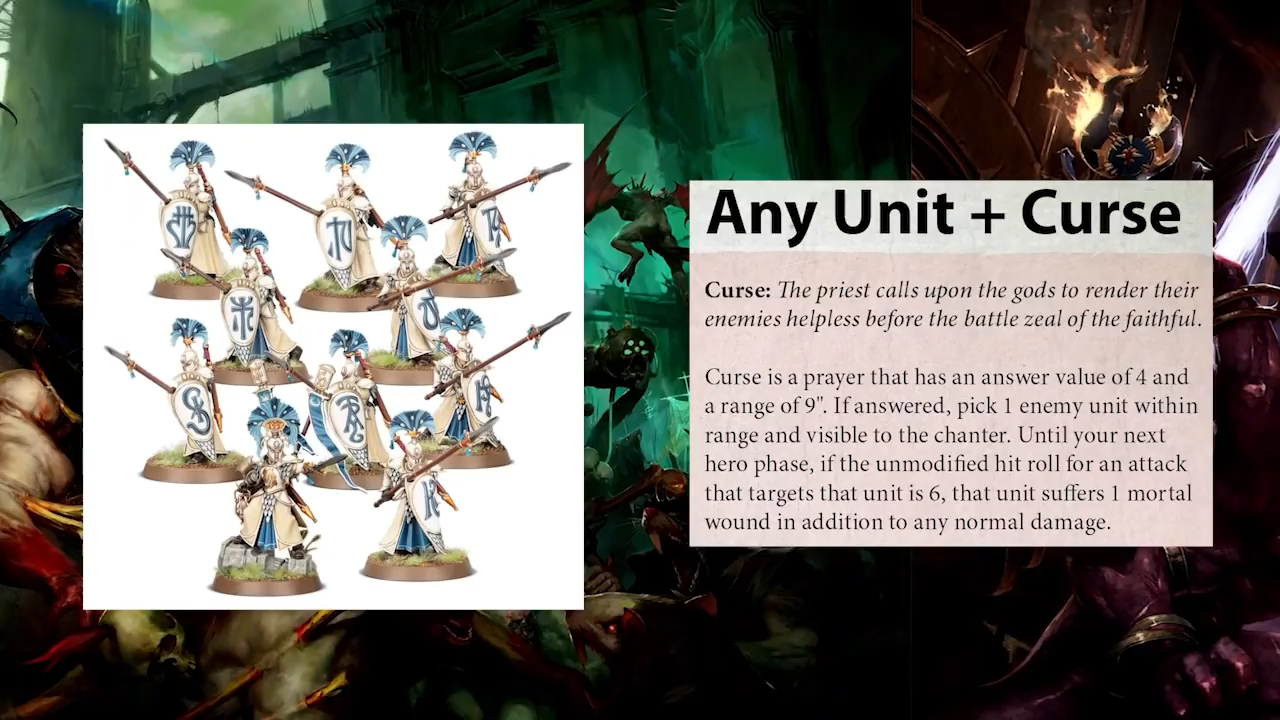 Any Unit + Curse
Curse: The priest calls upon the gods to render their
enemies helpless before the battle zeal of the faithful.
Curse is a prayer that has an answer value of 4 and
a range of 9". If answered, pick 1 enemy unit within
range and visible to the chanter. Until your next
hero phase, if the unmodified hit roll for an attack
that targets that unit is 6, that unit suffers 1 mortal
wound in addition to any normal damage.